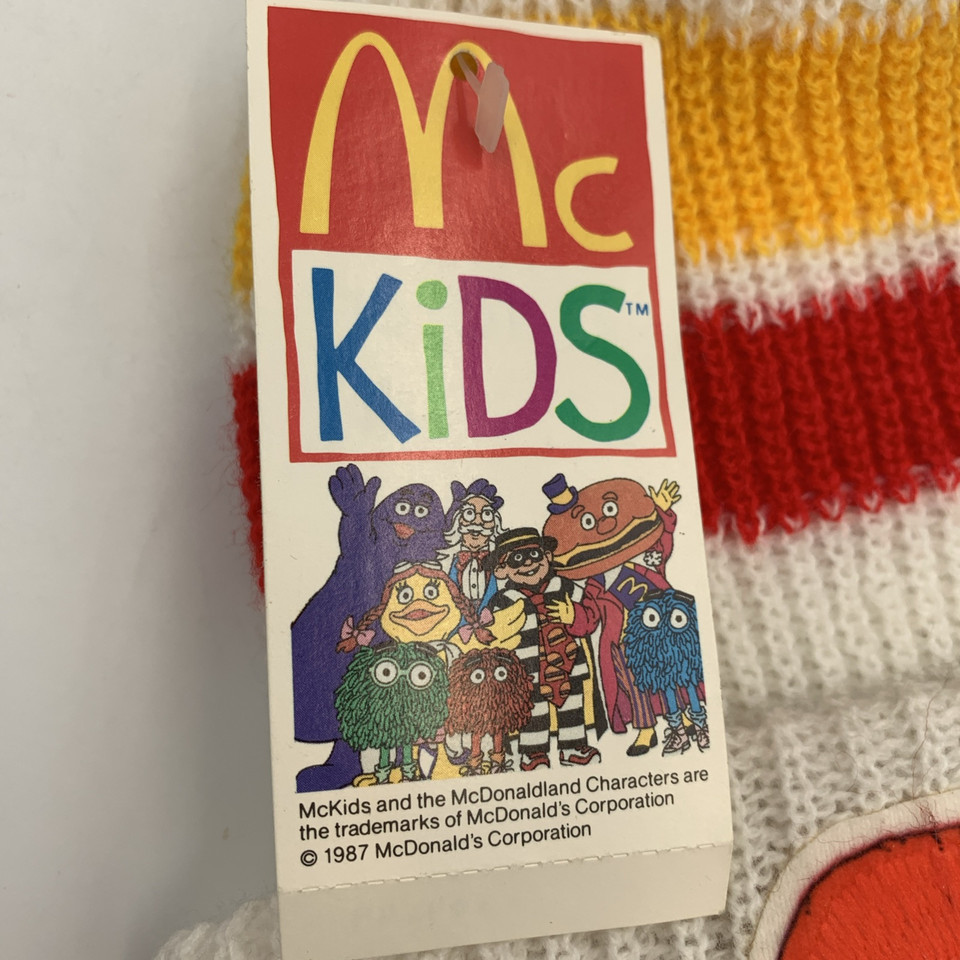 Mc
KiDS™
McKids and the McDonaldland Characters are
the trademarks of McDonald's Corporation
© 1987 McDonald's Corporation